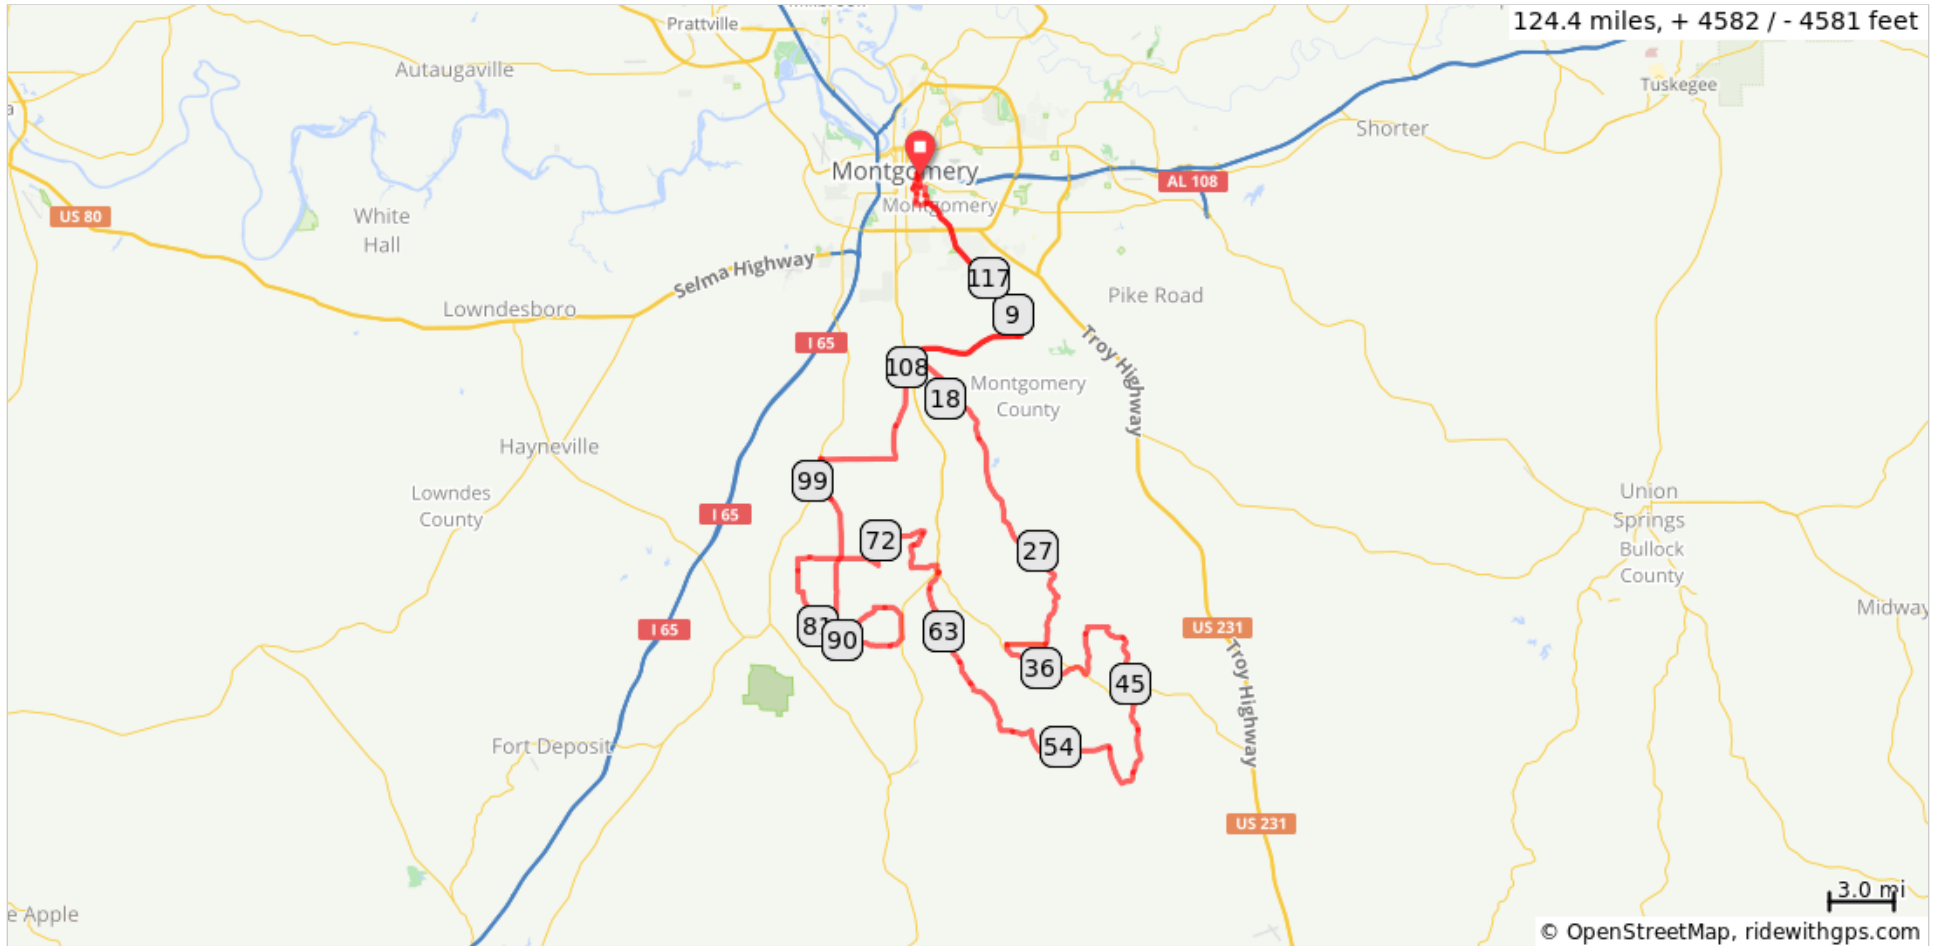 Prattville
124.4 miles, + 4582 / - 4581 feet
Autaugaville
Tuskegee
Shorter
Montgomery
AL 108
Montgomery
US 80
White
Hall
Selma Highway
117
Pike Road
Lowndesboro
9
I 65
Troy Highway
108
18
Montgomery
County
Hayneville
99
Lowndes
County
Union
Springs
Bullock
County
I 65
72
27
Midway
81
90
63
I 65
US 231
36
45
Troy Highway
54
Fort Deposit
US 231
3.0 mi
e Apple
© OpenStreetMap, ridewithgps.com